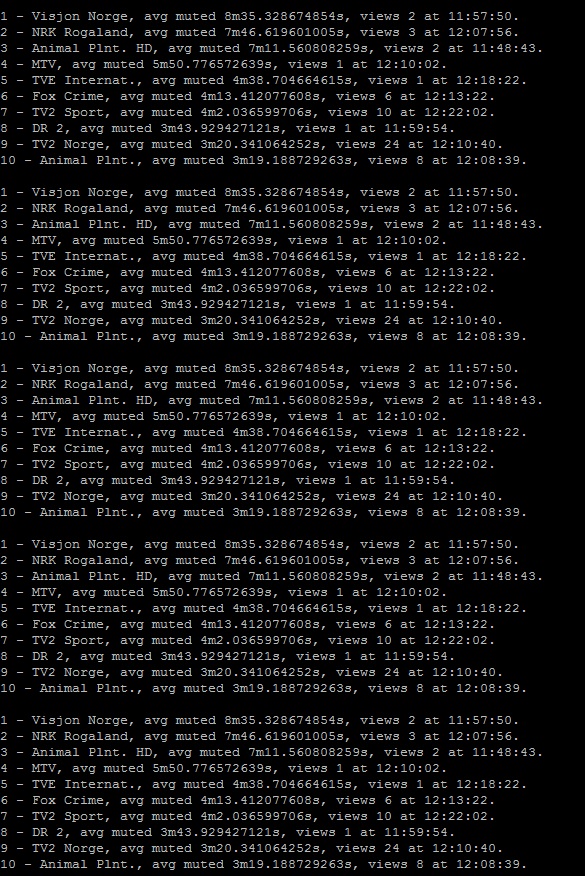 1 - Visjon Norge, avg muted 8m35.328674854s, views 2 at 11:57:50.
2 - NRK Rogaland, avg muted 7m46.619601005s, views 3 at 12:07:56.
3 - Animal Plnt. HD, avg muted 7m11.560808259s, views 2 at 11:48:43.
4 - MTV, avg muted 5m50.776572639s, views 1 at 12:10:02.
5 - TVE Internat., avg muted 4m38.704664615s, views 1 at 12:18:22.
6 - Fox Crime, avg muted 4m13.412077608s, views 6 at 12:13:22.
7 - TV2 Sport, avg muted 4m2.036599706s, views 10 at 12:22:02.
8 - DR 2, avg muted 3m43.929427121s, views 1 at 11:59:54.
9 - TV2 Norge, avg muted 3m20.341064252s, views 24 at 12:10:40.
10 - Animal Plnt., avg muted 3m19.188729263s, views 8 at 12:08:39.

1 - Visjon Norge, avg muted 8m35.328674854s, views 2 at 11:57:50.
2 - NRK Rogaland, avg muted 7m46.619601005s, views 3 at 12:07:56.
3 - Animal Plnt. HD, avg muted 7m11.560808259s, views 2 at 11:48:43.
4 - MTV, avg muted 5m50.776572639s, views 1 at 12:10:02.
5 - TVE Internat., avg muted 4m38.704664615s, views 1 at 12:18:22.
6 - Fox Crime, avg muted 4m13.412077608s, views 6 at 12:13:22.
7 - TV2 Sport, avg muted 4m2.036599706s, views 10 at 12:22:02.
8 - DR 2, avg muted 3m43.929427121s, views 1 at 11:59:54.
9 - TV2 Norge, avg muted 3m20.341064252s, views 24 at 12:10:40.
10 - Animal Plnt., avg muted 3m19.188729263s, views 8 at 12:08:39.

1 - Visjon Norge, avg muted 8m35.328674854s, views 2 at 11:57:50.
2 - NRK Rogaland, avg muted 7m46.619601005s, views 3 at 12:07:56.
3 - Animal Plnt. HD, avg muted 7m11.560808259s, views 2 at 11:48:43.
4 - MTV, avg muted 5m50.776572639s, views 1 at 12:10:02.
5 - TVE Internat., avg muted 4m38.704664615s, views 1 at 12:18:22.
6 - Fox Crime, avg muted 4m13.412077608s, views 6 at 12:13:22.
7 - TV2 Sport, avg muted 4m2.036599706s, views 10 at 12:22:02.
8 - DR 2, avg muted 3m43.929427121s, views 1 at 11:59:54.
9 - TV2 Norge, avg muted 3m20.341064252s, views 24 at 12:10:40.
10 - Animal Plnt., avg muted 3m19.188729263s, views 8 at 12:08:39.

1 - Visjon Norge, avg muted 8m35.328674854s, views 2 at 11:57:50.
2 - NRK Rogaland, avg muted 7m46.619601005s, views 3 at 12:07:56.
3 - Animal Plnt. HD, avg muted 7m11.560808259s, views 2 at 11:48:43.
4 - MTV, avg muted 5m50.776572639s, views 1 at 12:10:02.
5 - TVE Internat., avg muted 4m38.704664615s, views 1 at 12:18:22.
6 - Fox Crime, avg muted 4m13.412077608s, views 6 at 12:13:22.
7 - TV2 Sport, avg muted 4m2.036599706s, views 10 at 12:22:02.
8 - DR 2, avg muted 3m43.929427121s, views 1 at 11:59:54.
9 - TV2 Norge, avg muted 3m20.341064252s, views 24 at 12:10:40.
10 - Animal Plnt., avg muted 3m19.188729263s, views 8 at 12:08:39.

1 - Visjon Norge, avg muted 8m35.328674854s, views 2 at 11:57:50.
2 - NRK Rogaland, avg muted 7m46.619601005s, views 3 at 12:07:56.
3 - Animal Plnt. HD, avg muted 7m11.560808259s, views 2 at 11:48:43.
4 - MTV, avg muted 5m50.776572639s, views 1 at 12:10:02.
5 - TVE Internat., avg muted 4m38.704664615s, views 1 at 12:18:22.
6 - Fox Crime, avg muted 4m13.412077608s, views 6 at 12:13:22.
7 - TV2 Sport, avg muted 4m2.036599706s, views 10 at 12:22:02.
8 - DR 2, avg muted 3m43.929427121s, views 1 at 11:59:54.
9 - TV2 Norge, avg muted 3m20.341064252s, views 24 at 12:10:40.
10 - Animal Plnt., avg muted 3m19.188729263s, views 8 at 12:08:39.